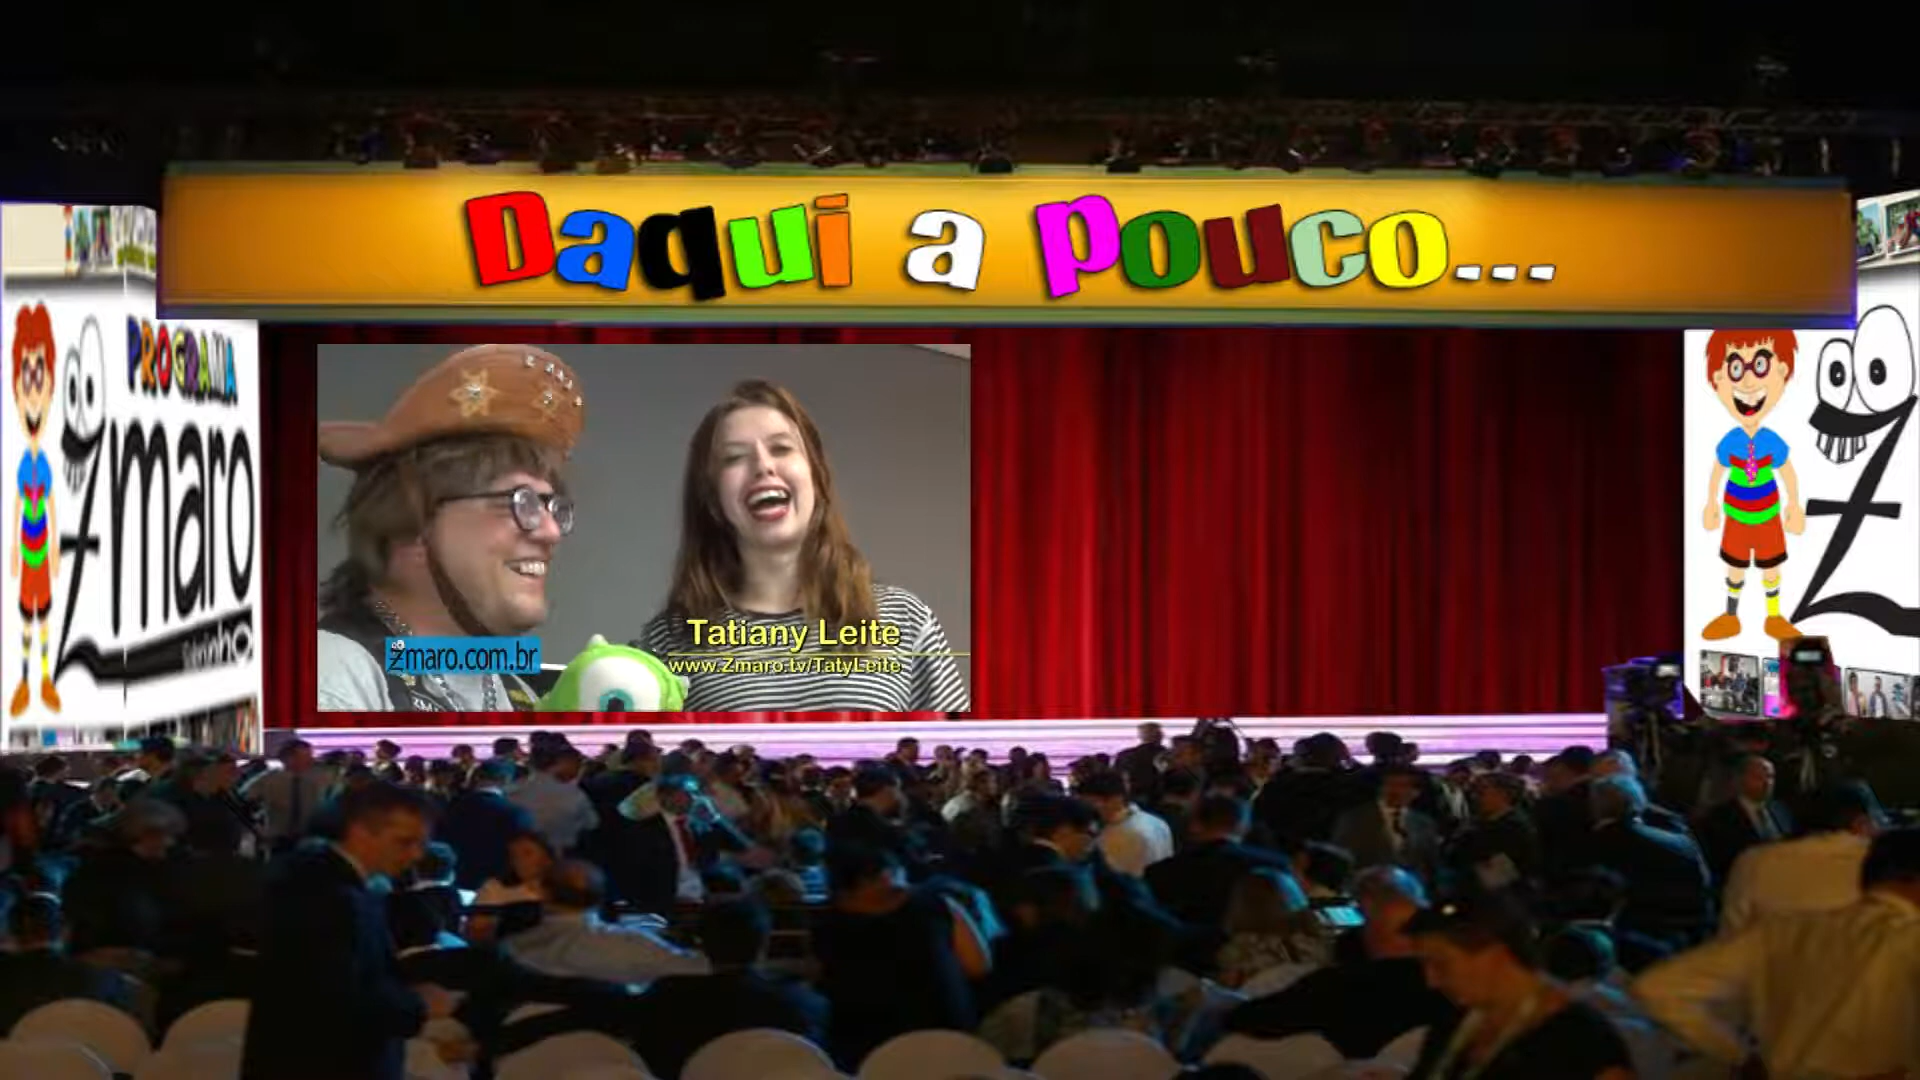 Daqui a pouco...
PROGRAMA
Zmaro
Z
Tatiany Leite
Zmaro.com.br
www.Zmaro.tv/TatyLeite